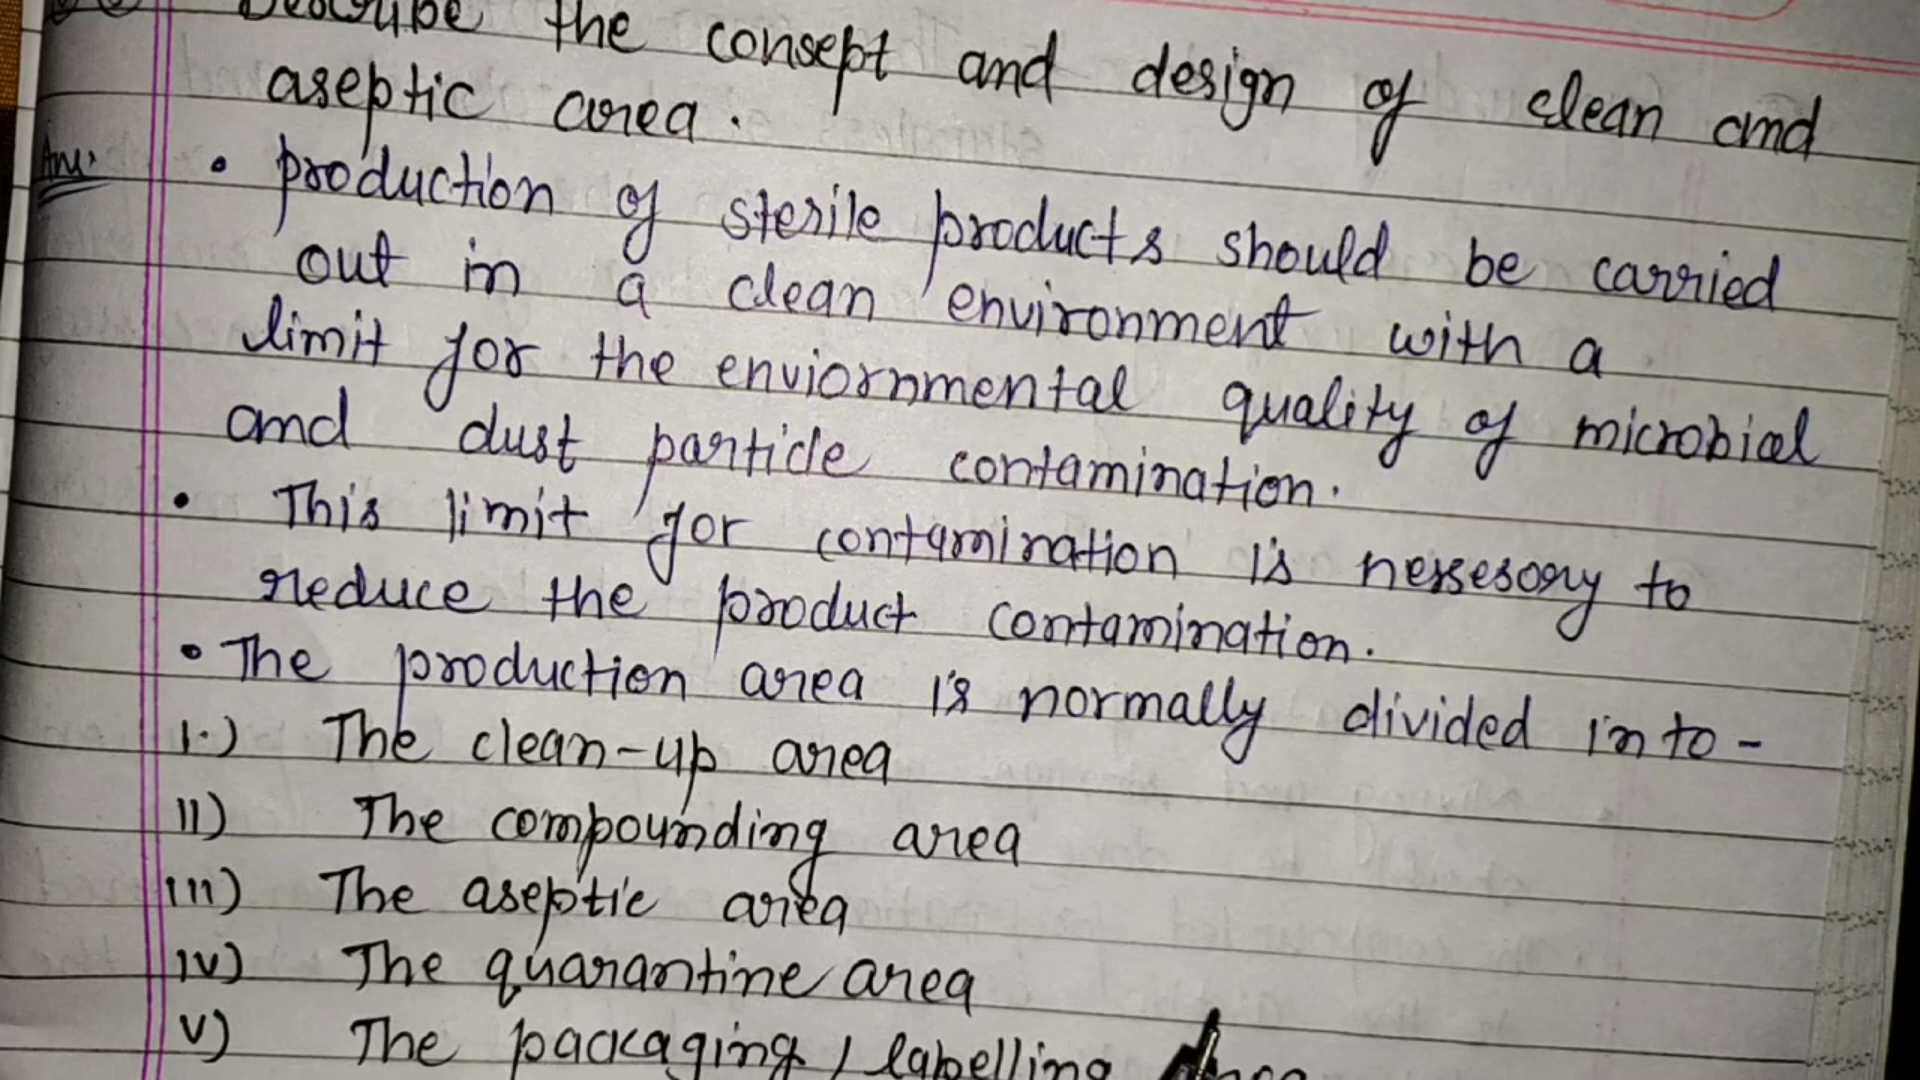 Describe the consept and design of clean and
aseptic area.
Ans.
• production of sterile products should be carried
out in a clean environment with a
limit for the enviornmental quality of microbial
and dust particle contamination.
• This limit for contamination is nessesory to
reduce the product contamination.
• The production area is normally divided into -
I.) The clean-up area
II) The compounding area
III) The aseptic area
IV) The quarantine area
V) The packaging / labelling area